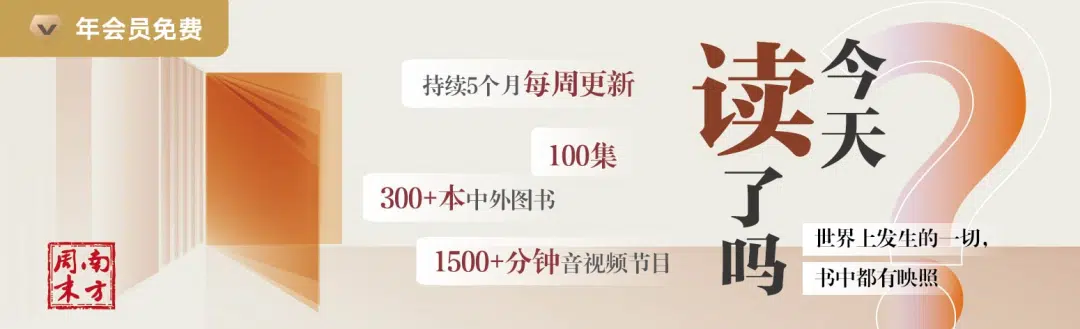 年会员免费
持续5个月每周更新
100集
300+本中外图书
1500+分钟音视频节目
今天
读了吗
世界上发生的一切，
书中都有映照
南方
周末